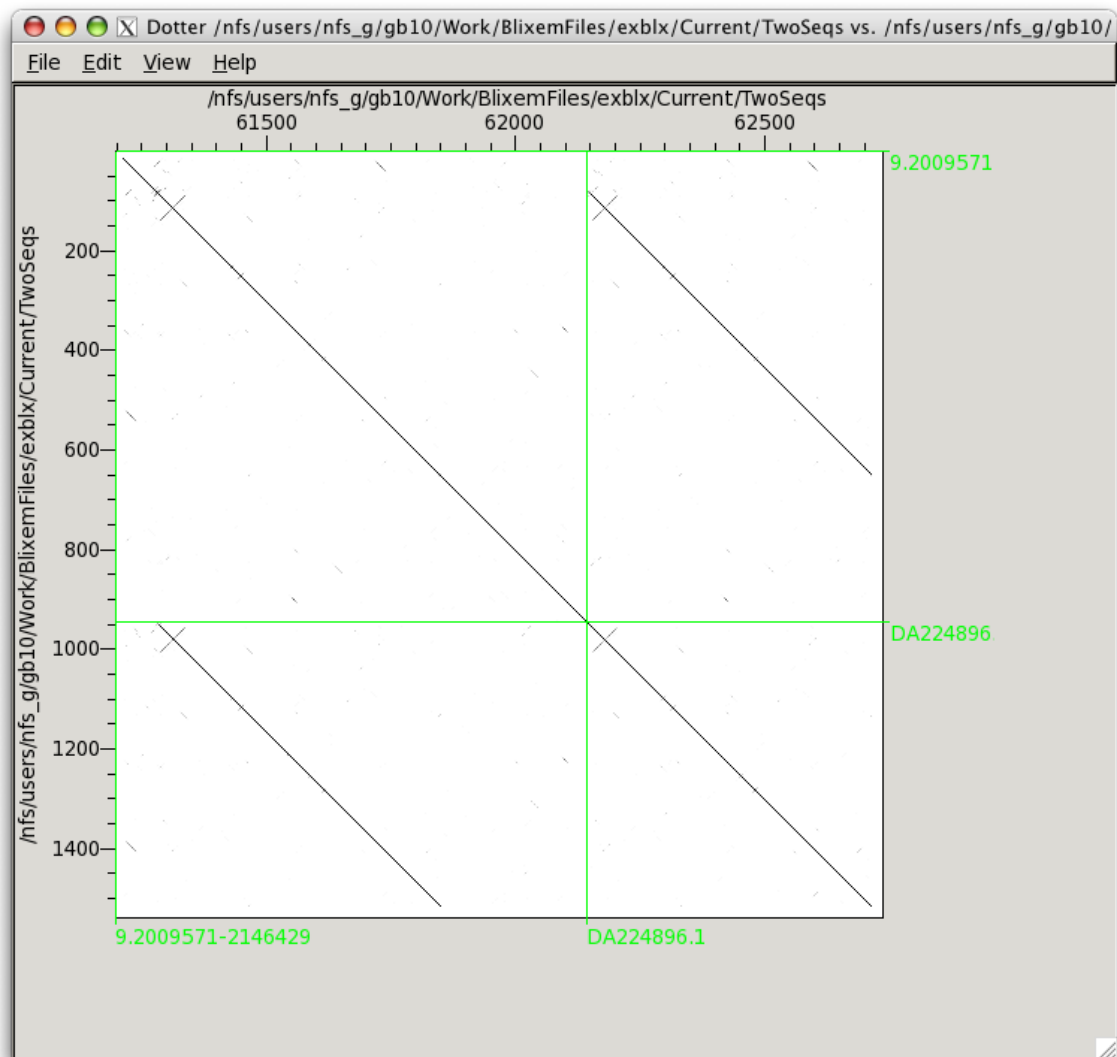 Dotter /nfs/users/nfs_g/gb10/Work/BlixemFiles/exblx/Current/TwoSeqs vs. /nfs/users/nfs_g/gb10/
File Edit View Help
/nfs/users/nfs_g/gb10/Work/BlixemFiles/exblx/Current/TwoSeqs
61500 62000 62500
9.2009571
/nfs/users/nfs_g/gb10/Work/BlixemFiles/exblx/Current/TwoSeqs
200
400
600
800
DA224896
1000
1200
1400
9.2009571-2146429 DA224896.1